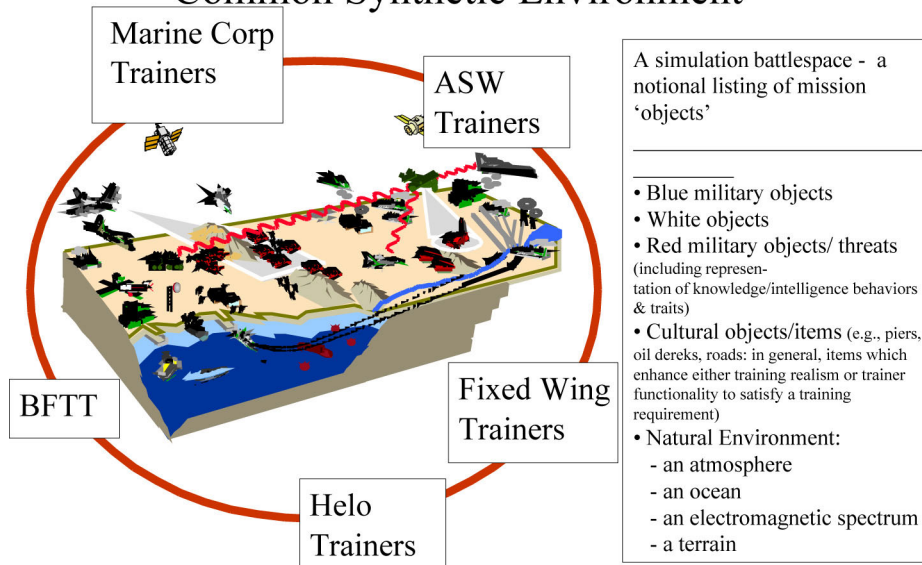 Common Synthetic Environment
Marine Corp
Trainers
ASW
Trainers
BFTT
Fixed Wing
Trainers
Helo
Trainers
A simulation battlespace - a
notional listing of mission
‘objects’
• Blue military objects
• White objects
• Red military objects/ threats
(including represen-
tation of knowledge/intelligence behaviors
& traits)
• Cultural objects/items (e.g., piers,
oil dereks, roads: in general, items which
enhance either training realism or trainer
functionality to satisfy a training
requirement)
• Natural Environment:
- an atmosphere
- an ocean
- an electromagnetic spectrum
- a terrain